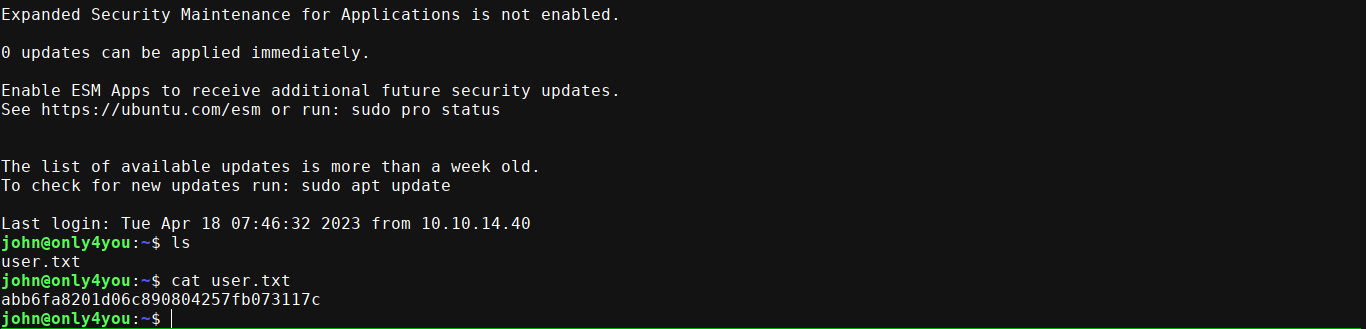 Expanded Security Maintenance for Applications is not enabled.
0 updates can be applied immediately.
Enable ESM Apps to receive additional future security updates.
See https://ubuntu.com/esm or run: sudo pro status
The list of available updates is more than a week old.
To check for new updates run: sudo apt update
Last login: Tue Apr 18 07:46:32 2023 from 10.10.14.40
john@only4you:~$ ls
user.txt
john@only4you:~$ cat user.txt
abb6fa8201d06c890804257fb073117c
john@only4you:~$